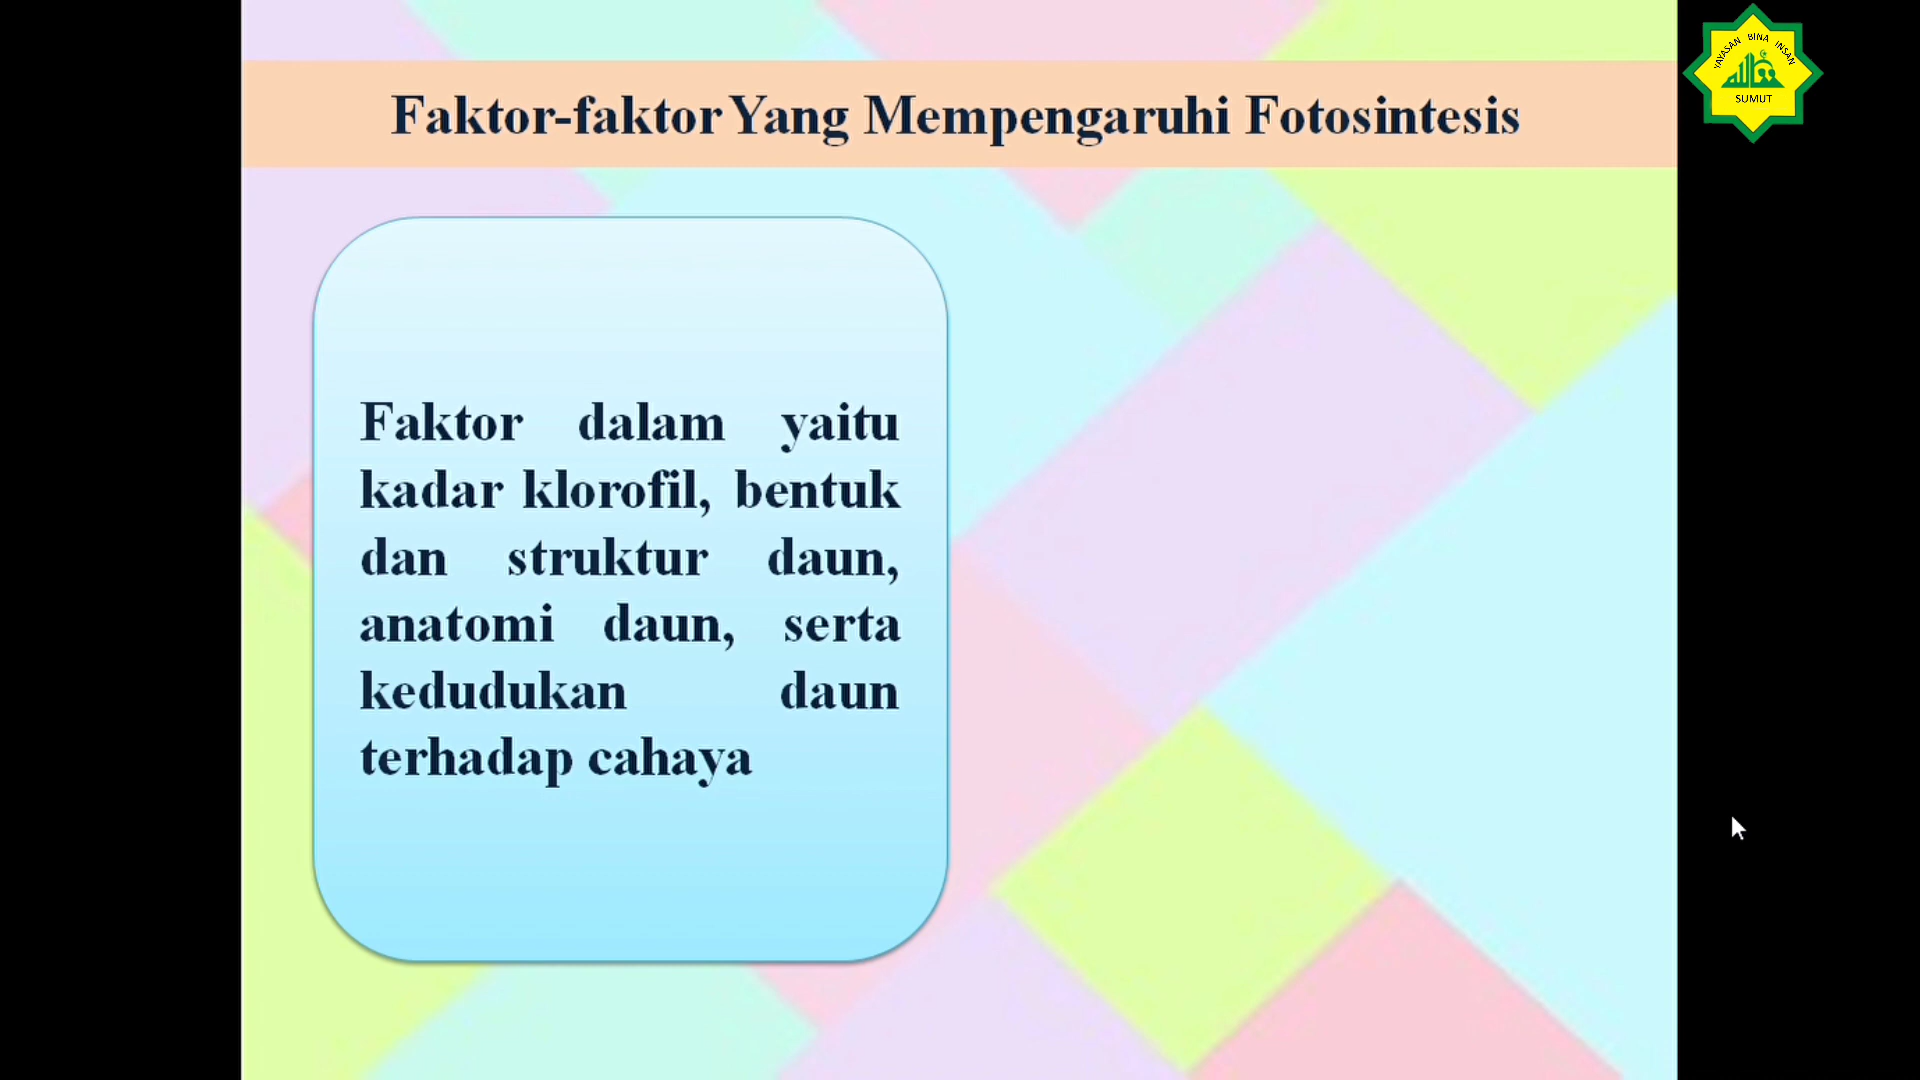 Faktor-faktor Yang Mempengaruhi Fotosintesis
YAYASAN BINA INSAN
SUMUT
Faktor dalam yaitu
kadar klorofil, bentuk
dan struktur daun,
anatomi daun, serta
kedudukan daun
terhadap cahaya